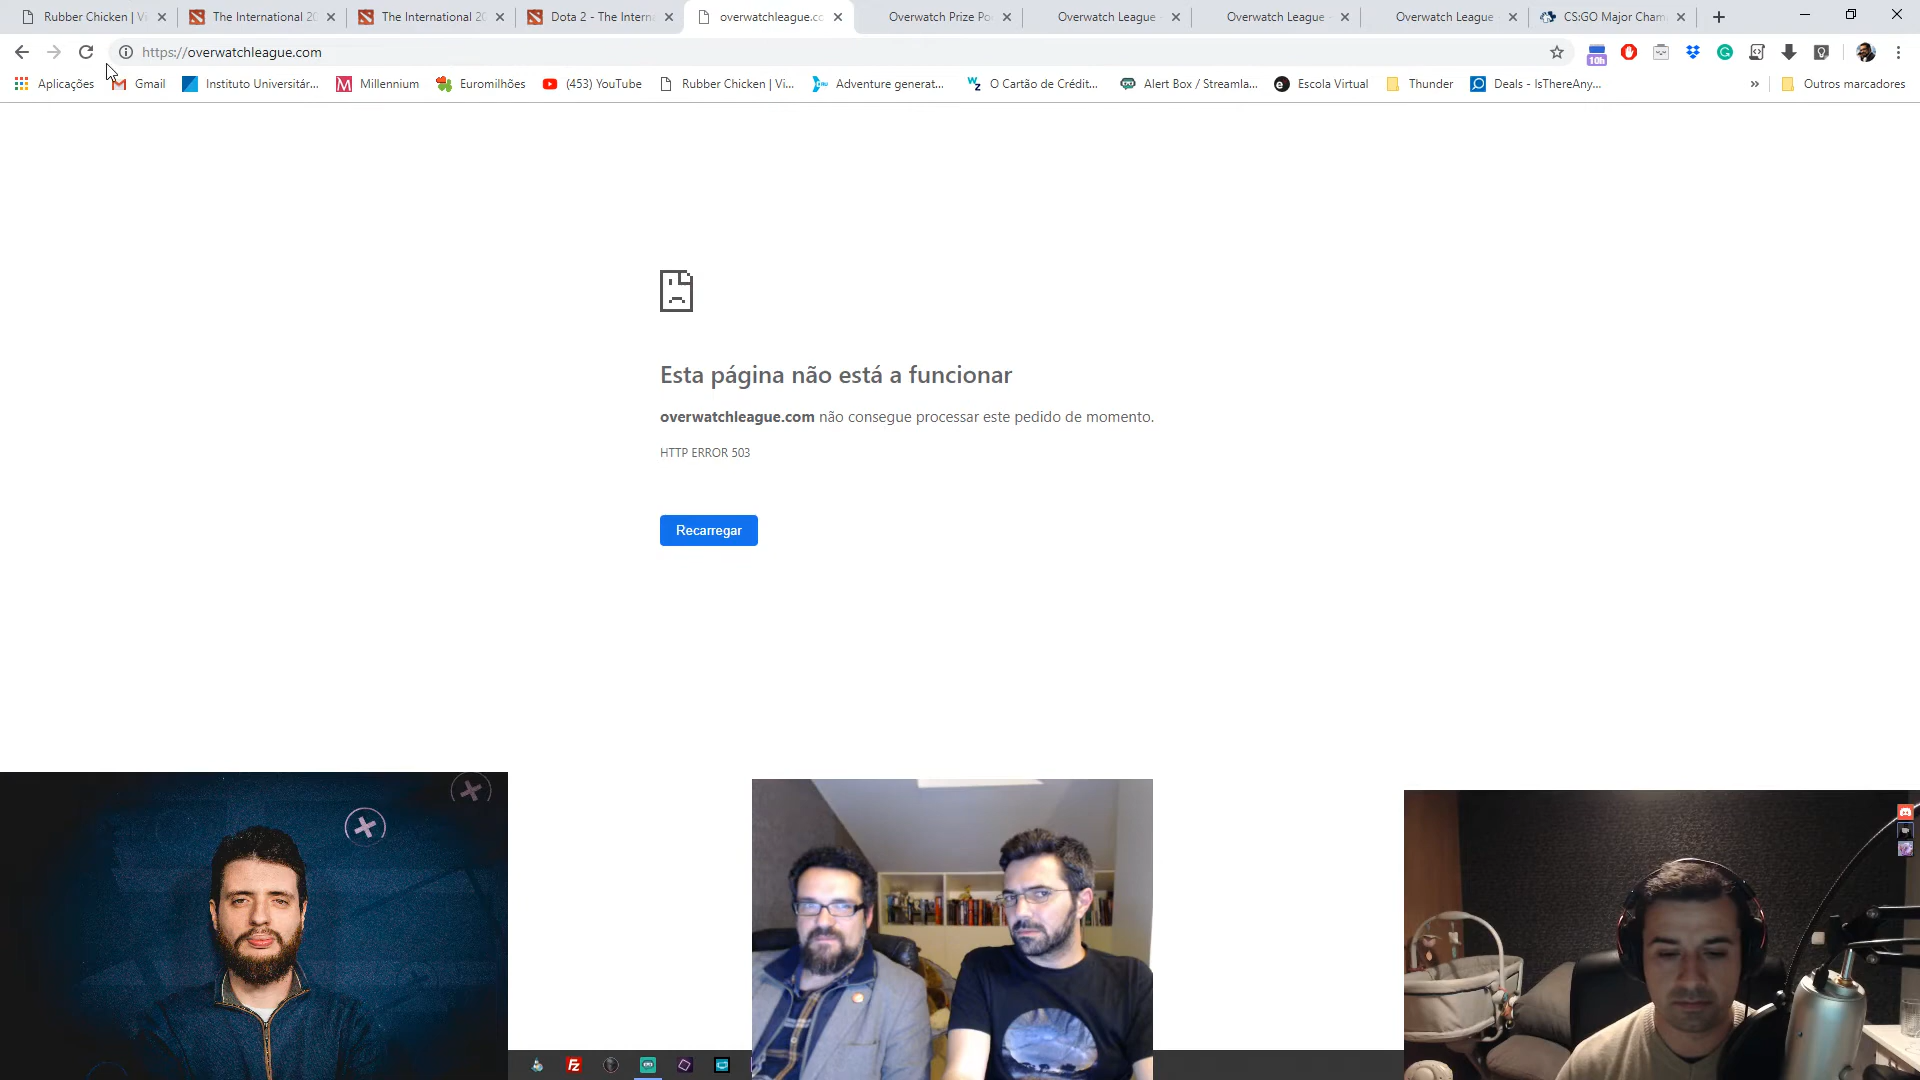 Rubber Chicken | Vi
The International 20
The International 20
Dota 2 - The Intern
overwatchleague.cc
Overwatch Prize Po
Overwatch League
Overwatch League
Overwatch League
CS:GO Major Cham
https://overwatchleague.com
10h
Aplicações
Gmail
Instituto Universitár...
Millennium
Euromilhões
(453) YouTube
Rubber Chicken | Vi...
Adventure generat...
O Cartão de Crédit...
Alert Box / Streamla...
Escola Virtual
Thunder
Deals - IsThereAny...
»
Outros marcadores
Esta página não está a funcionar
overwatchleague.com não consegue processar este pedido de momento.
HTTP ERROR 503
Recarregar